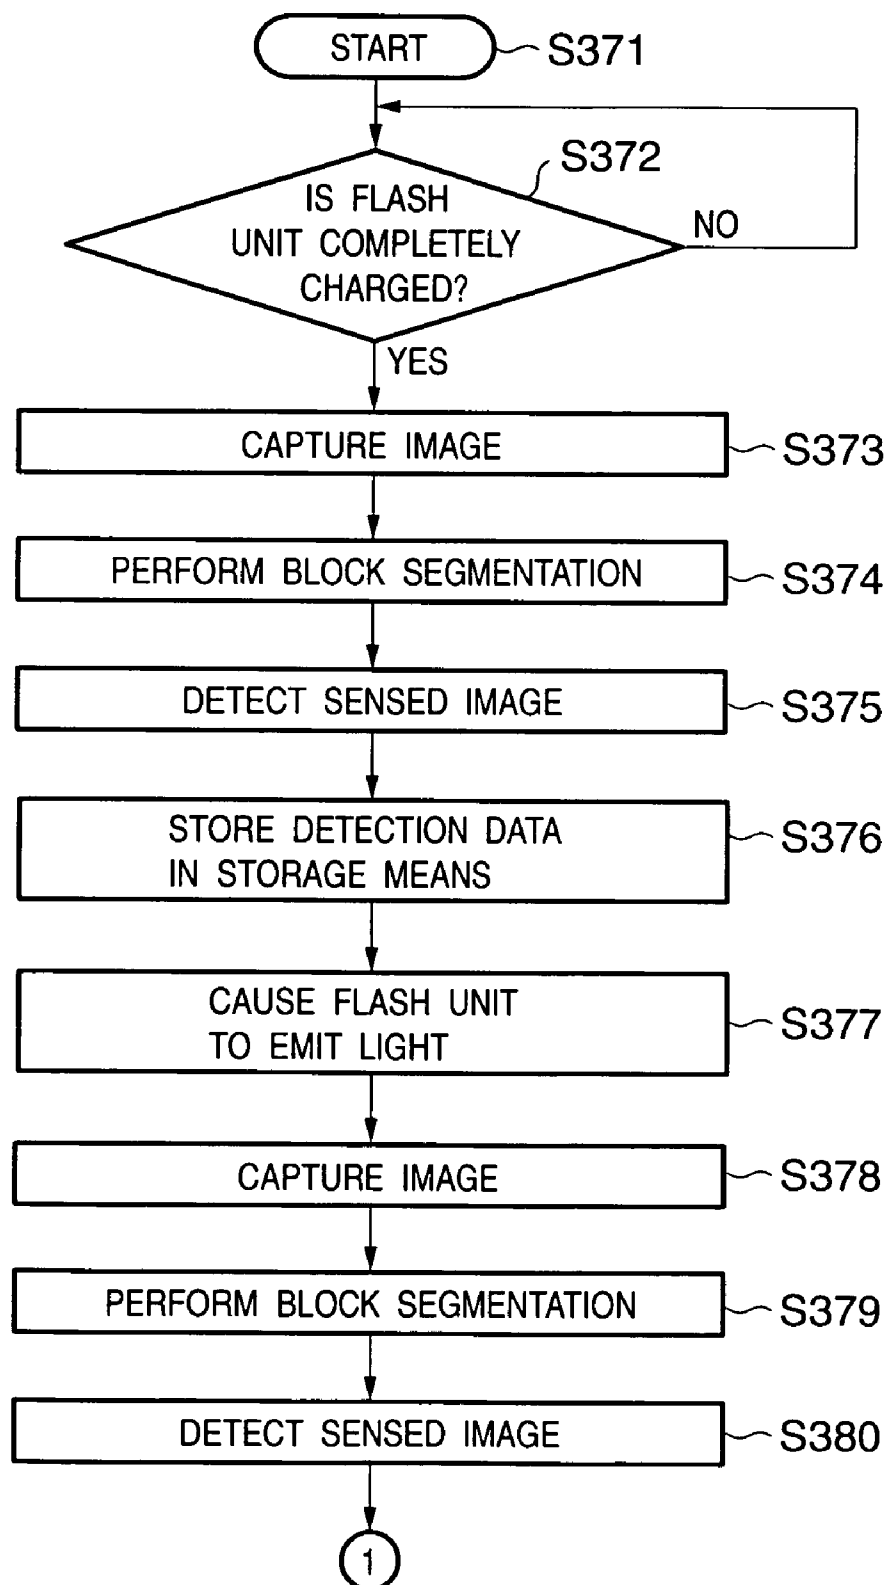 START
S371
S372
IS FLASH
UNIT COMPLETELY
CHARGED?
NO
YES
CAPTURE IMAGE
S373
PERFORM BLOCK SEGMENTATION
S374
DETECT SENSED IMAGE
S375
STORE DETECTION DATA
IN STORAGE MEANS
S376
CAUSE FLASH UNIT
TO EMIT LIGHT
S377
CAPTURE IMAGE
S378
PERFORM BLOCK SEGMENTATION
S379
DETECT SENSED IMAGE
S380
1